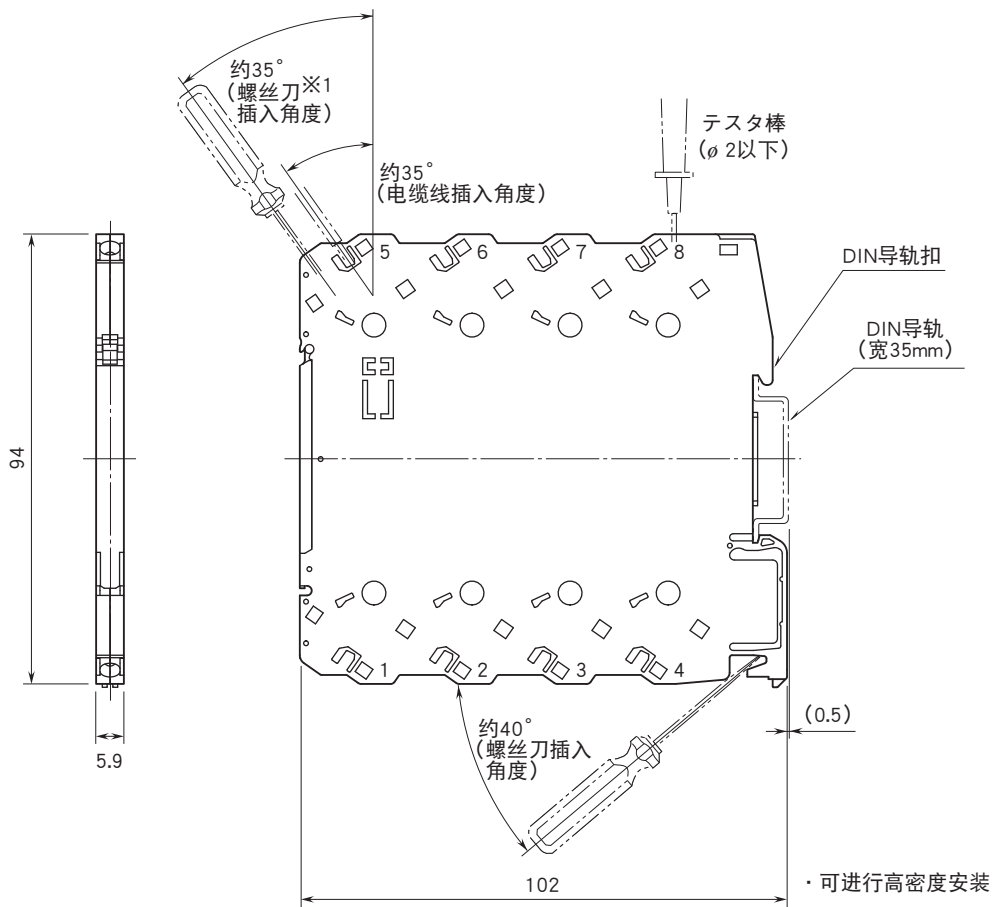 约35°
(螺丝刀※1
插入角度)
约35°
(电缆线插入角度)
テスタ棒
(ø 2以下)
5
6
7
8
DIN导轨扣
DIN导轨
(宽35mm)
94
1
2
3
4
约40°
(螺丝刀插入
角度)
(0.5)
5.9
102
・可进行高密度安装